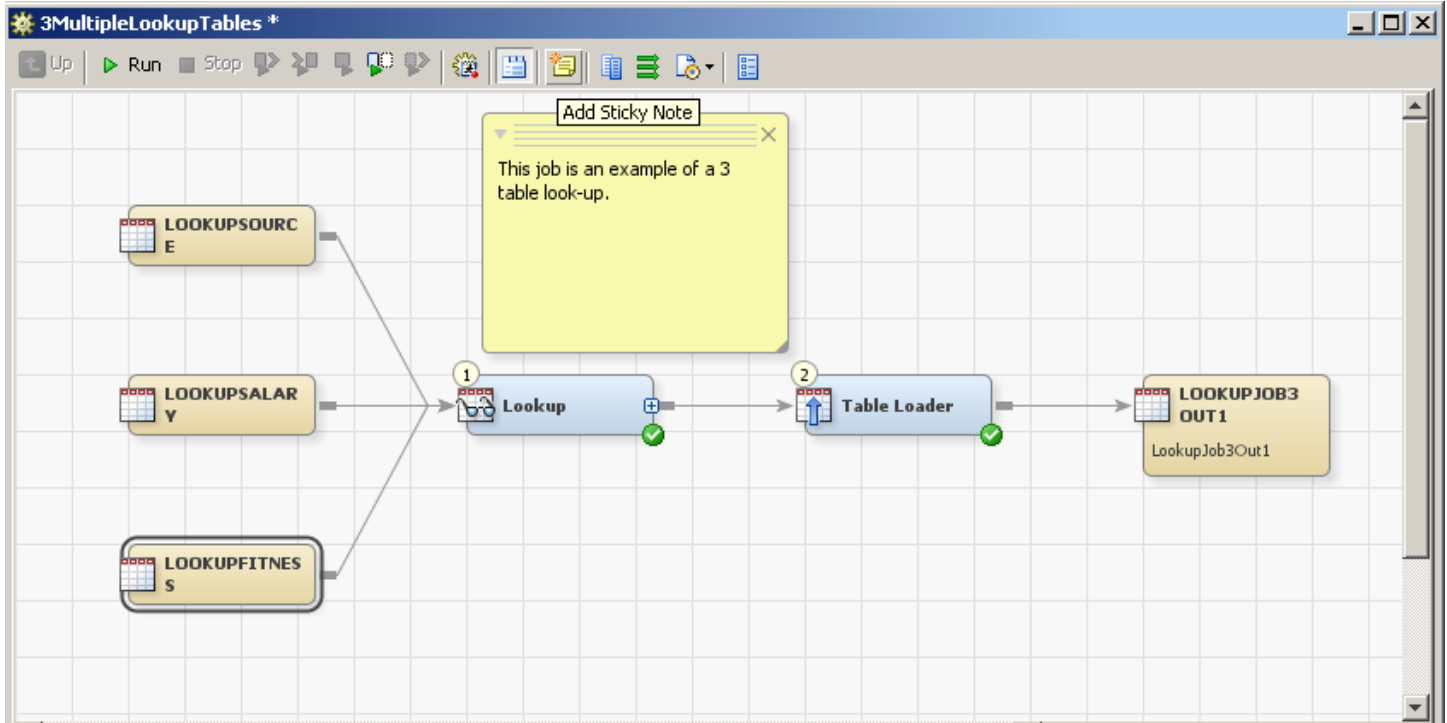 3MultipleLookupTables *
Up Run Stop
Add Sticky Note
This job is an example of a 3
table look-up.
LOOKUPSOURC
E
LOOKUPSALAR
Y
LOOKUPFITNES
S
1
Lookup
2
Table Loader
LOOKUPJOB3
OUT1
LookupJob3Out1